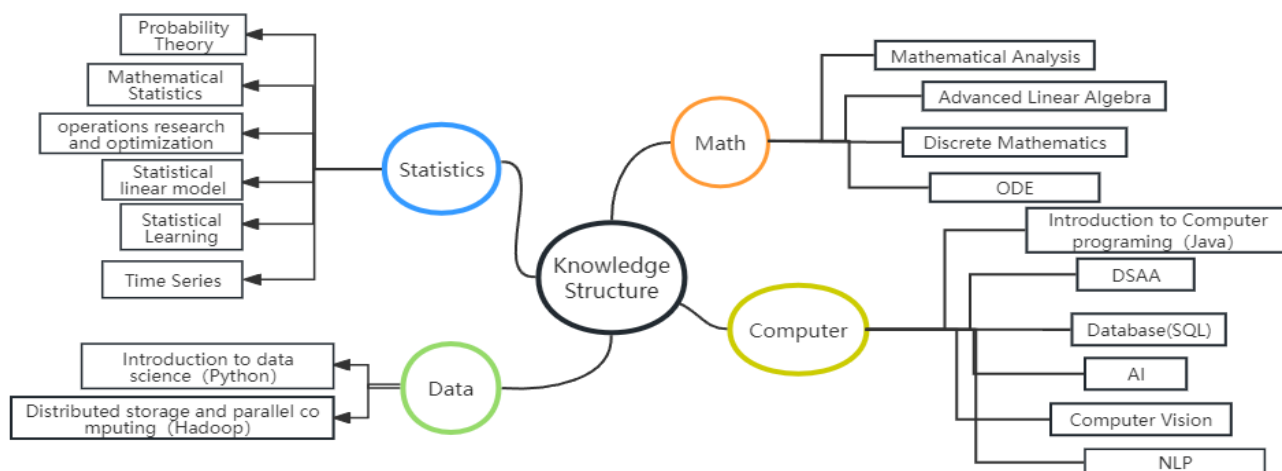 Probability
Theory
Mathematical
Statistics
operations research
and optimization
Statistical
linear model
Statistical
Learning
Time Series
Statistics
Introduction to data
science（Python）
Distributed storage and parallel co
mputing（Hadoop）
Data
Knowledge
Structure
Math
Mathematical Analysis
Advanced Linear Algebra
Discrete Mathematics
ODE
Computer
Introduction to Computer
programing（Java）
DSAA
Database(SQL)
AI
Computer Vision
NLP